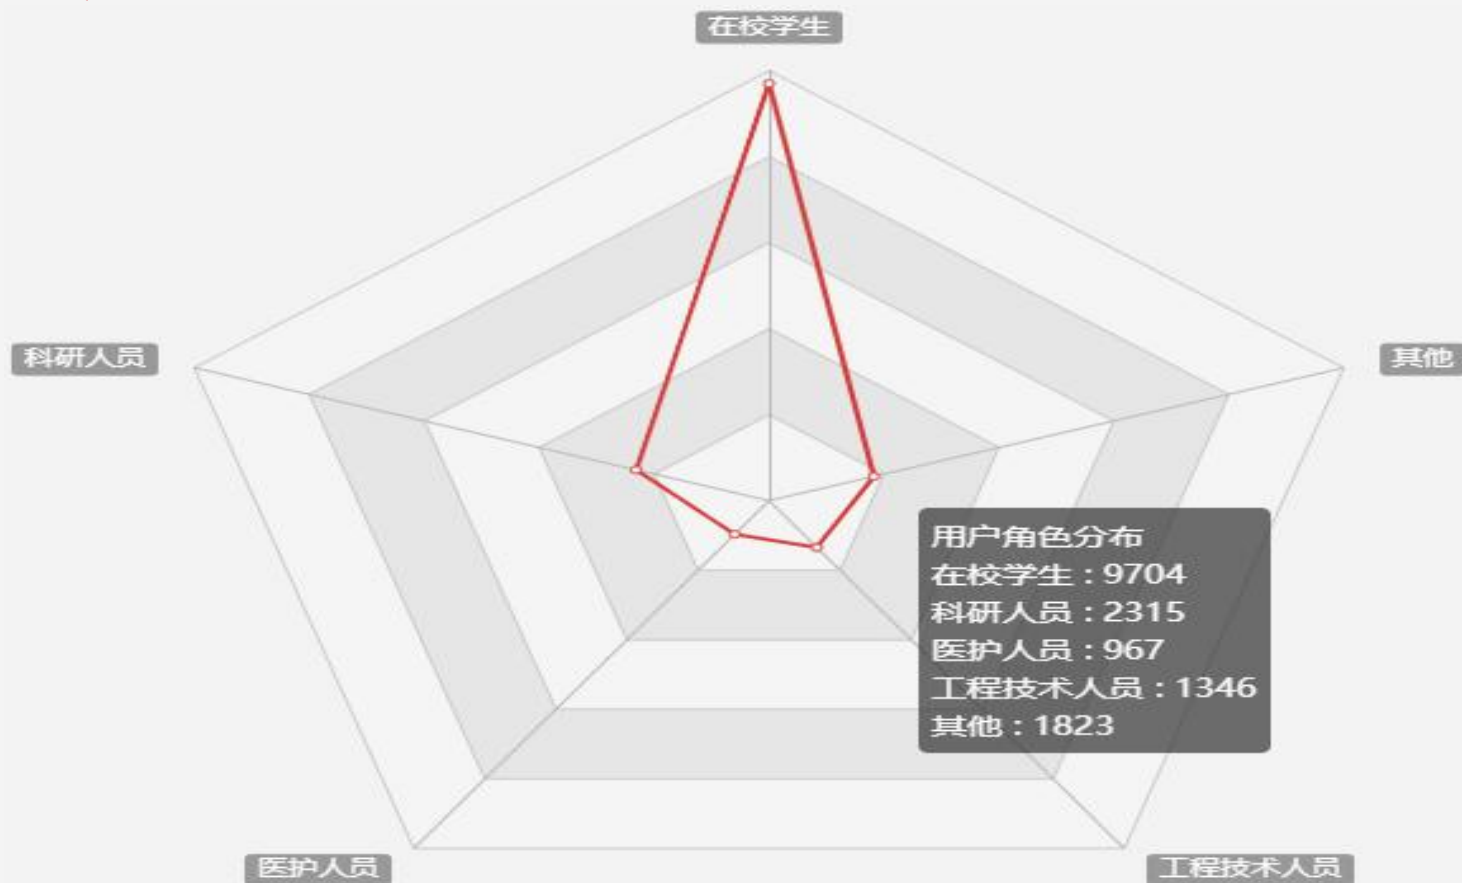 在校学生
科研人员
其他
用户角色分布
在校学生：9704
科研人员：2315
医护人员：967
工程技术人员：1346
其他：1823
医护人员
工程技术人员